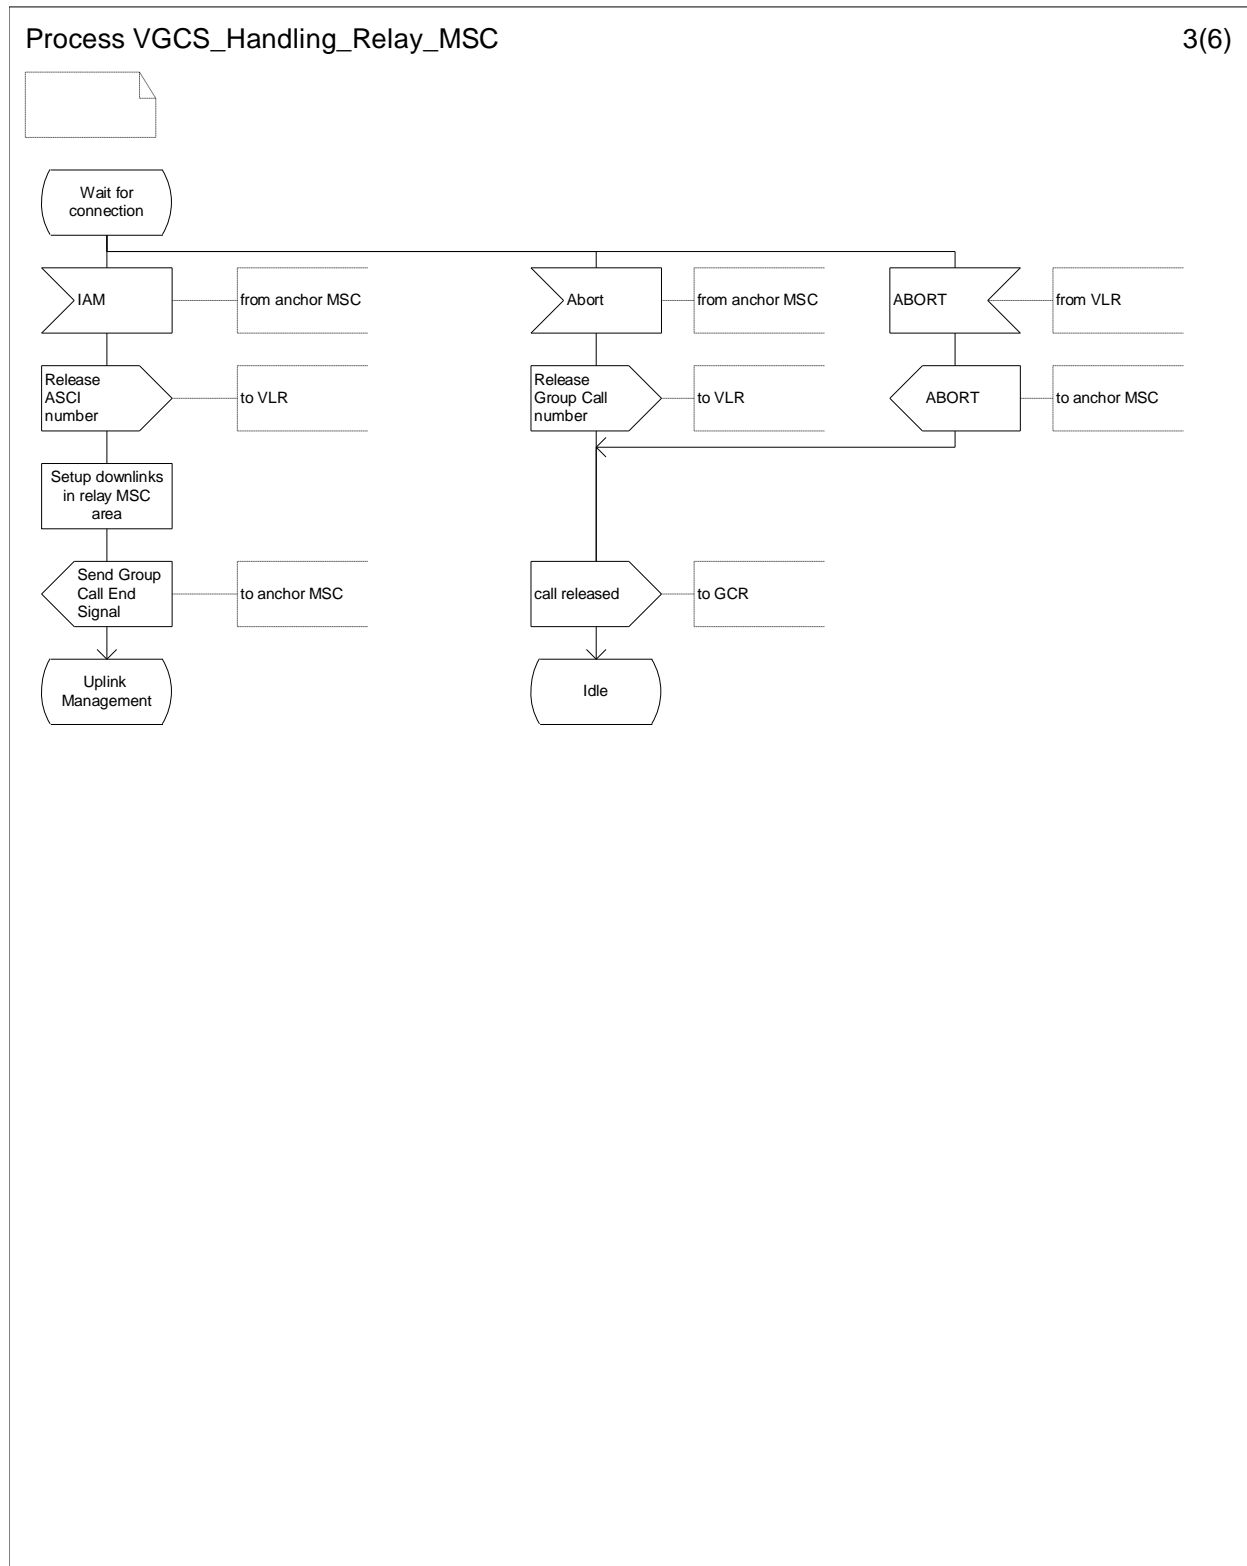 Process VGCS_Handling_Relay_MSC
3(6)
Wait for
connection
IAM
from anchor MSC
Abort
from anchor MSC
ABORT
from VLR
Release
ASCI
number
to VLR
Release
Group Call
number
to VLR
ABORT
to anchor MSC
Setup downlinks
in relay MSC
area
Send Group
Call End
Signal
to anchor MSC
call released
to GCR
Uplink
Management
Idle